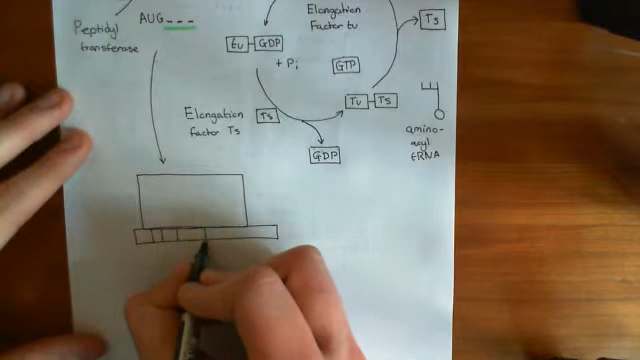 Peptidyl
transferase
AUG _ _ _
Elongation
Factor tu
Ts
tu GDP
+ Pi
GTP
Tu Ts
Elongation
factor Ts
Ts
GDP
amino-
acyl
tRNA